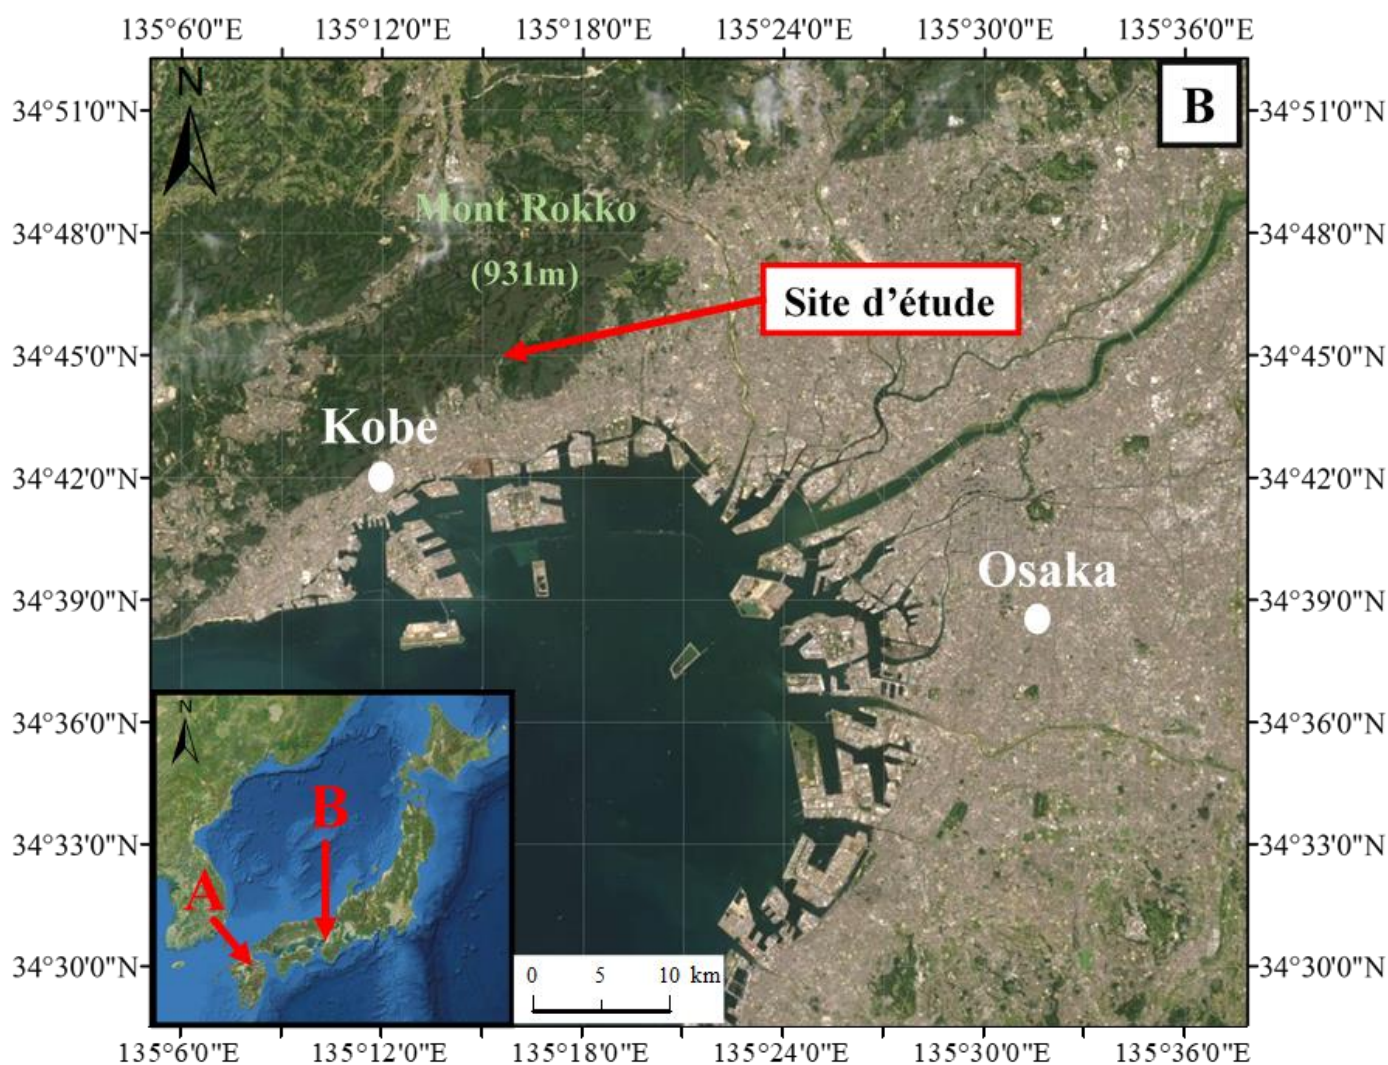 135°6'0"E 135°12'0"E 135°18'0"E 135°24'0"E 135°30'0"E 135°36'0"E
N
B
34°51'0"N 34°51'0"N
Mont Rokko
34°48'0"N 34°48'0"N
(931m)
Site d’étude
34°45'0"N 34°45'0"N
Kobe
34°42'0"N 34°42'0"N
Osaka
34°39'0"N 34°39'0"N
N
34°36'0"N 34°36'0"N
B
34°33'0"N 34°33'0"N
A
34°30'0"N 34°30'0"N
0 5 10 km
135°6'0"E 135°12'0"E 135°18'0"E 135°24'0"E 135°30'0"E 135°36'0"E